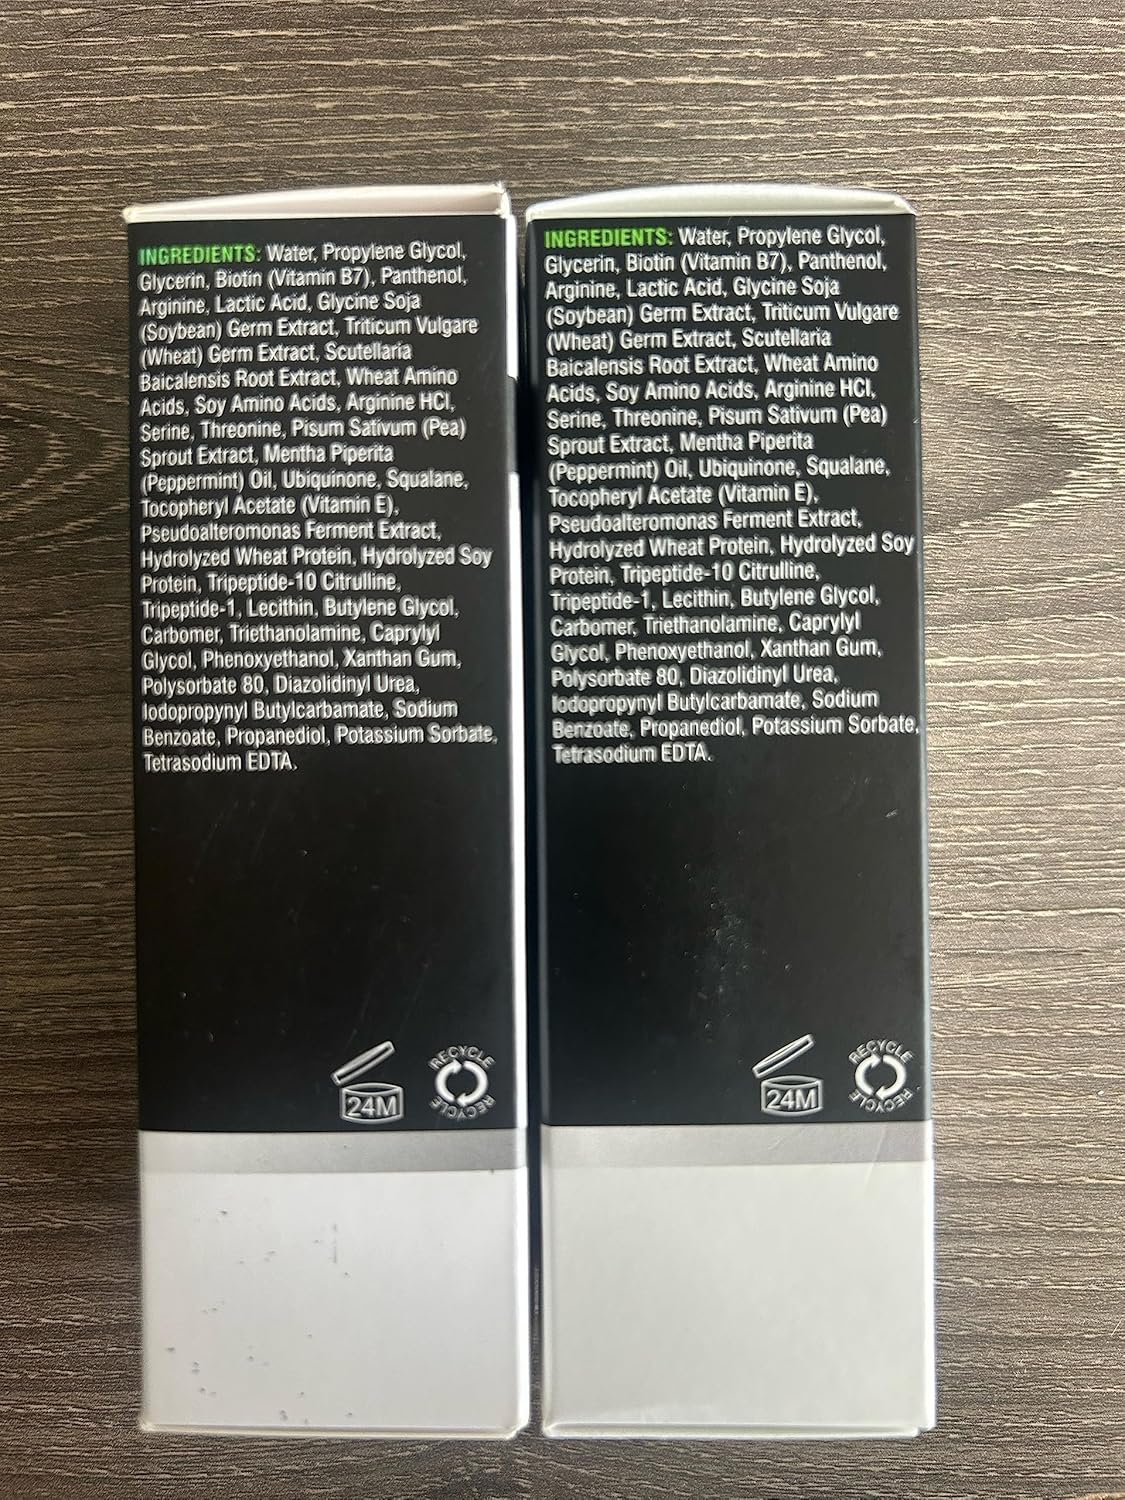 INGREDIENTS: Water, Propylene Glycol,
Glycerin, Biotin (Vitamin B7), Panthenol,
Arginine, Lactic Acid, Glycine Soja
(Soybean) Germ Extract, Triticum Vulgare
(Wheat) Germ Extract, Scutellaria
Baicalensis Root Extract, Wheat Amino
Acids, Soy Amino Acids, Arginine HCl,
Serine, Threonine, Pisum Sativum (Pea)
Sprout Extract, Mentha Piperita
(Peppermint) Oil, Ubiquinone, Squalane,
Tocopheryl Acetate (Vitamin E),
Pseudoalteromonas Ferment Extract,
Hydrolyzed Wheat Protein, Hydrolyzed Soy
Protein, Tripeptide-10 Citrulline,
Tripeptide-1, Lecithin, Butylene Glycol,
Carbomer, Triethanolamine, Caprylyl
Glycol, Phenoxyethanol, Xanthan Gum,
Polysorbate 80, Diazolidinyl Urea,
Iodopropynyl Butylcarbamate, Sodium
Benzoate, Propanediol, Potassium Sorbate,
Tetrasodium EDTA.
24M
RECYCLE
RECYCLE
INGREDIENTS: Water, Propylene Glycol,
Glycerin, Biotin (Vitamin B7), Panthenol,
Arginine, Lactic Acid, Glycine Soja
(Soybean) Germ Extract, Triticum Vulgare
(Wheat) Germ Extract, Scutellaria
Baicalensis Root Extract, Wheat Amino
Acids, Soy Amino Acids, Arginine HCl,
Serine, Threonine, Pisum Sativum (Pea)
Sprout Extract, Mentha Piperita
(Peppermint) Oil, Ubiquinone, Squalane,
Tocopheryl Acetate (Vitamin E),
Pseudoalteromonas Ferment Extract,
Hydrolyzed Wheat Protein, Hydrolyzed Soy
Protein, Tripeptide-10 Citrulline,
Tripeptide-1, Lecithin, Butylene Glycol,
Carbomer, Triethanolamine, Caprylyl
Glycol, Phenoxyethanol, Xanthan Gum,
Polysorbate 80, Diazolidinyl Urea,
Iodopropynyl Butylcarbamate, Sodium
Benzoate, Propanediol, Potassium Sorbate,
Tetrasodium EDTA.
24M
RECYCLE
RECYCLE